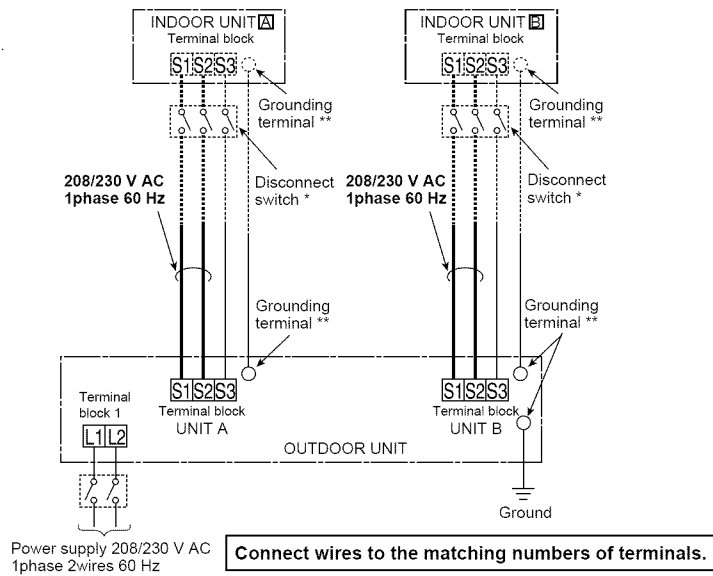 INDOOR UNIT A
Terminal block
S1 S2 S3
Grounding
terminal **
Disconnect
switch *
208/230 V AC
1phase 60 Hz
Grounding
terminal **
INDOOR UNIT B
Terminal block
S1 S2 S3
Grounding
terminal **
Disconnect
switch *
208/230 V AC
1phase 60 Hz
Grounding
terminal **
Terminal
block 1
L1 L2
S1 S2 S3
Terminal block
UNIT A
S1 S2 S3
Terminal block
UNIT B
OUTDOOR UNIT
Ground
Power supply 208/230 V AC
1phase 2wires 60 Hz
Connect wires to the matching numbers of terminals.